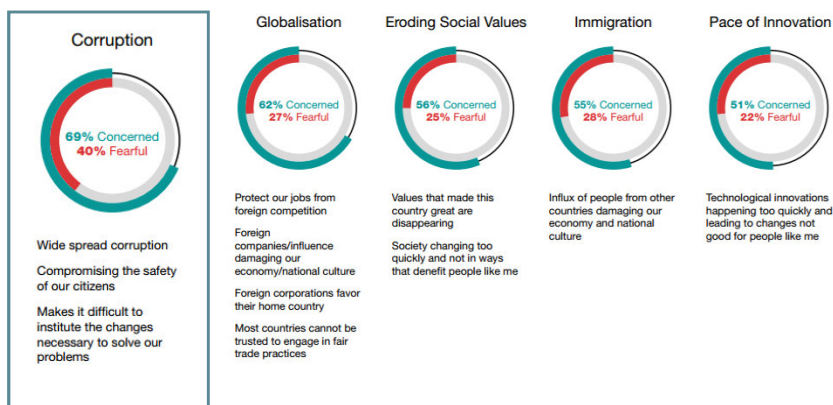 Corruption
69% Concerned
40% Fearful
Wide spread corruption
Compromising the safety
of our citizens
Makes it difficult to
institute the changes
necessary to solve our
problems
Globalisation
62% Concerned
27% Fearful
Protect our jobs from
foreign competition
Foreign
companies/influence
damaging our
economy/national culture
Foreign corporations favor
their home country
Most countries cannot be
trusted to engage in fair
trade practices
Eroding Social Values
56% Concerned
25% Fearful
Values that made this
country great are
disappearing
Society changing too
quickly and not in ways
that denefit people like me
Immigration
55% Concerned
28% Fearful
Influx of people from other
countries damaging our
economy and national
culture
Pace of Innovation
51% Concerned
22% Fearful
Technological innovations
happening too quickly and
leading to changes not
good for people like me